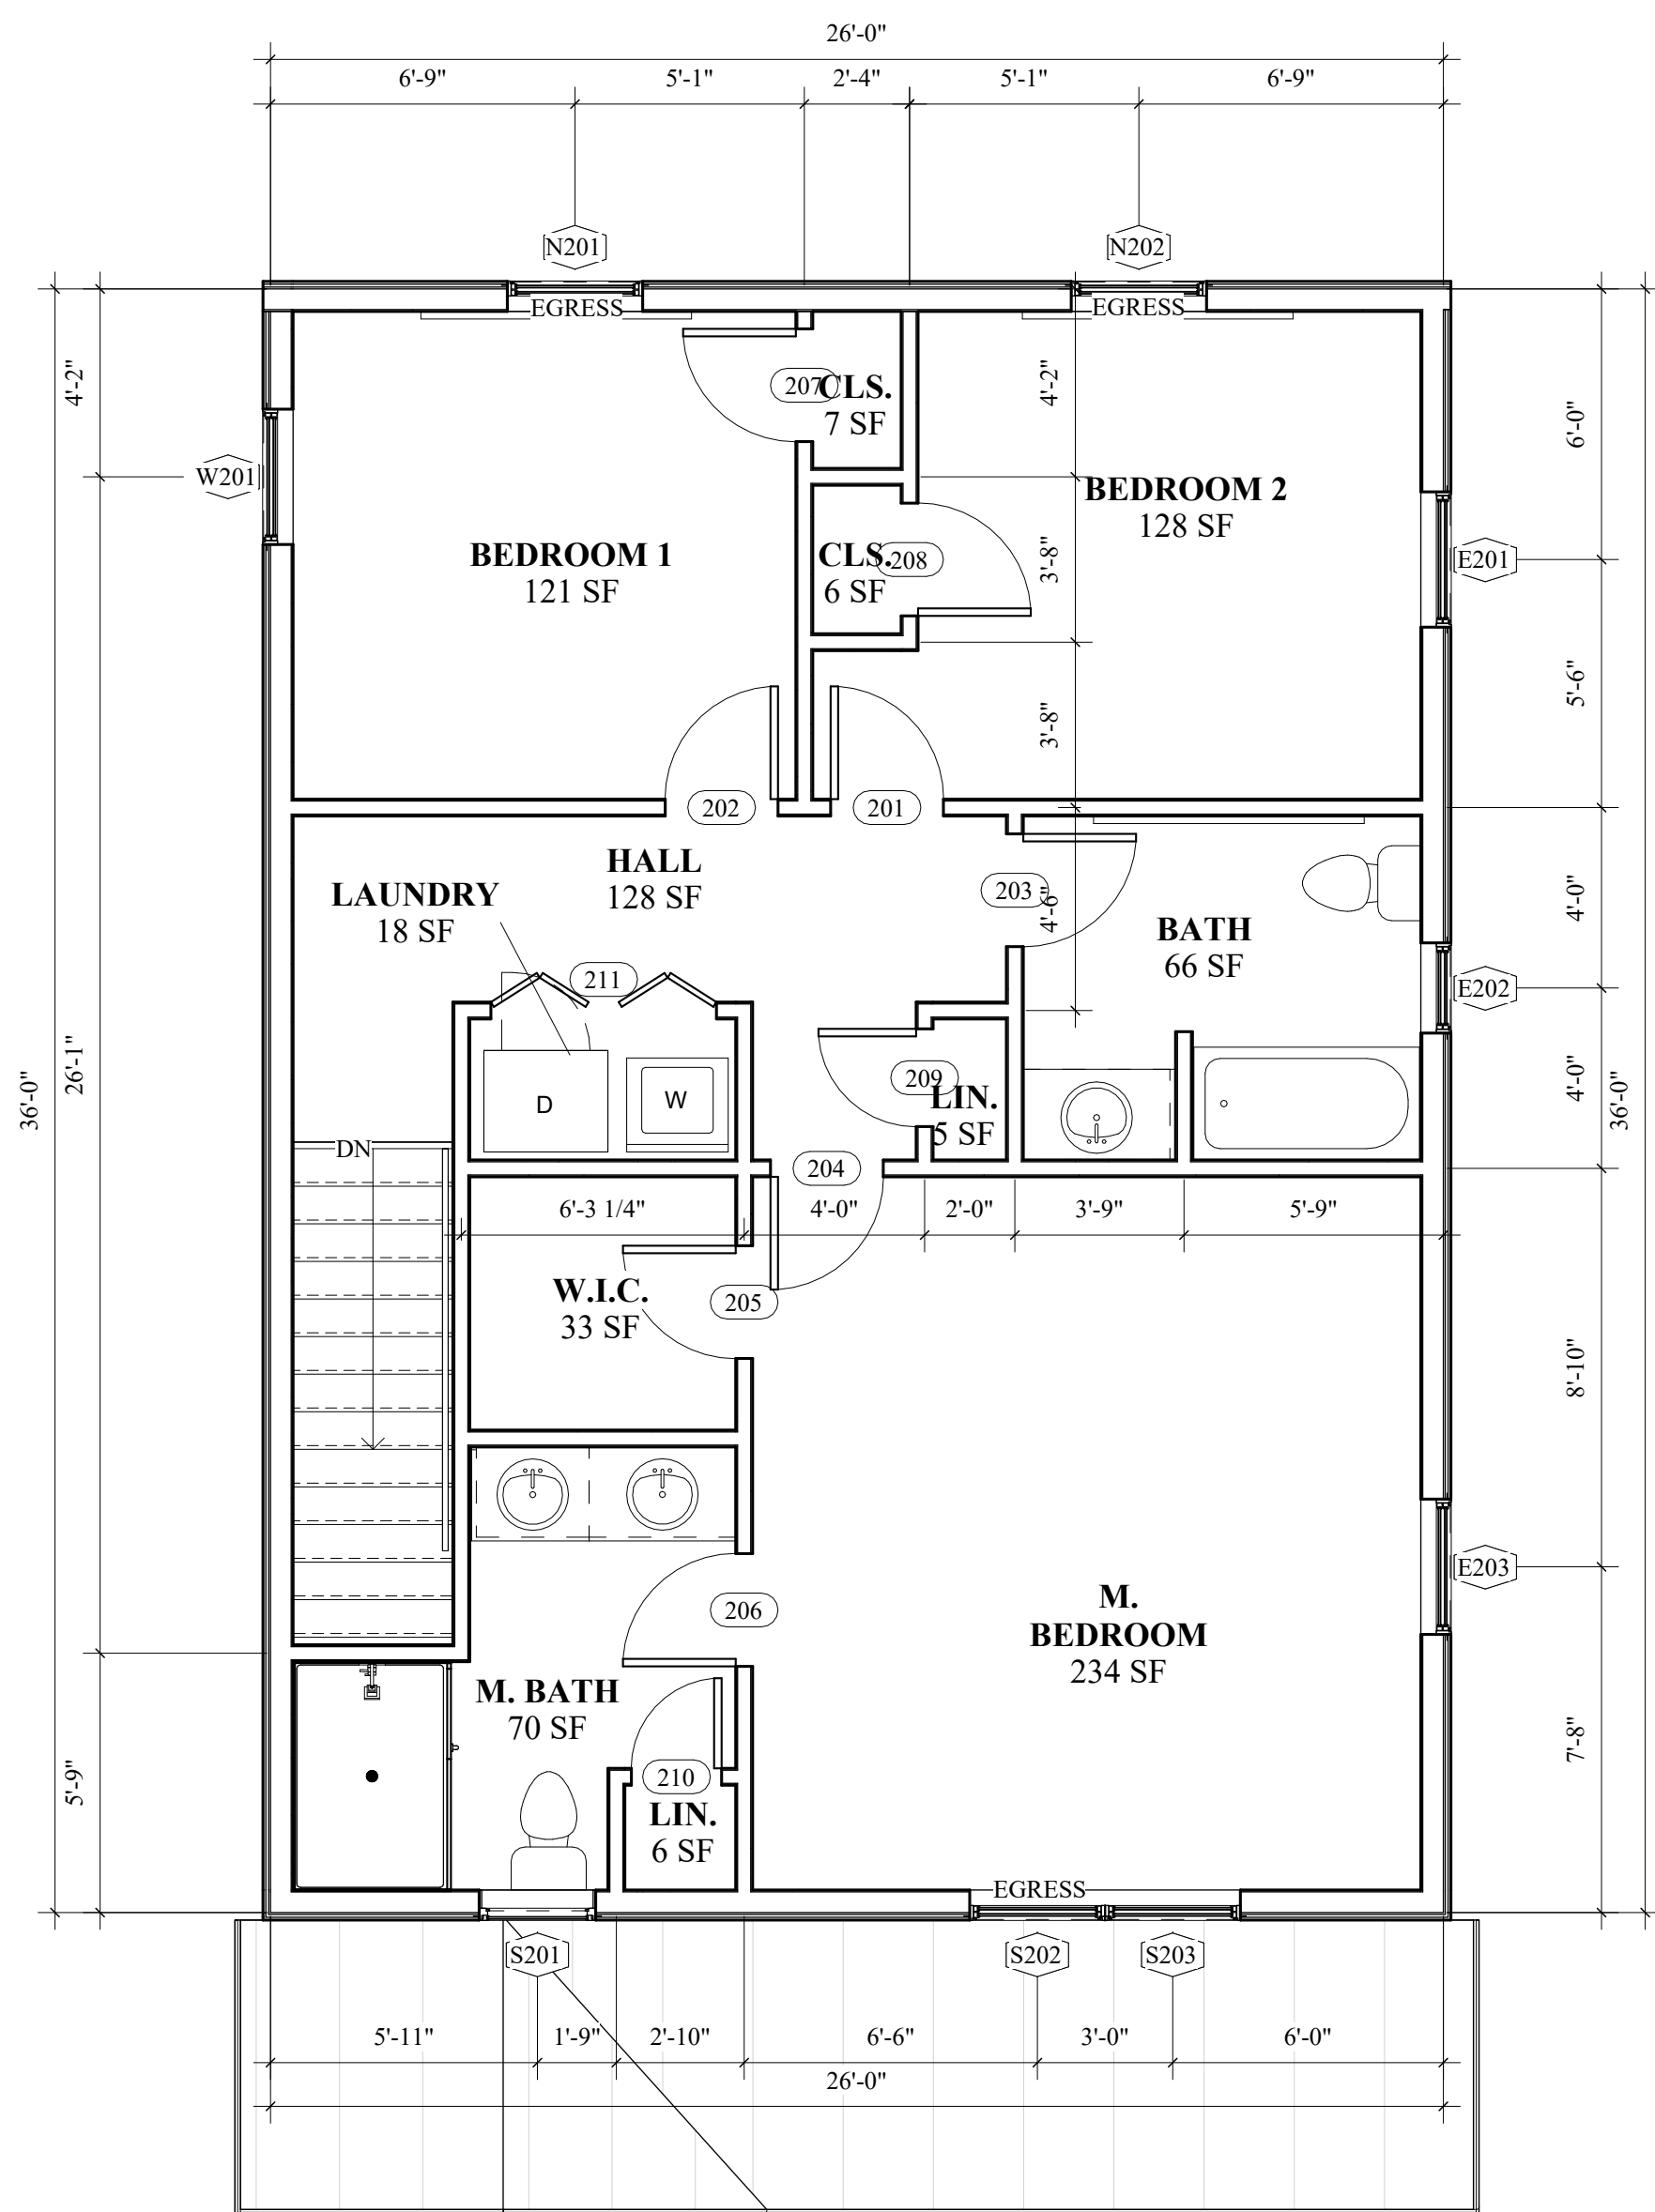 26'-0"
6'-9" 5'-1" 2'-4" 5'-1" 6'-9"
N201 N202
EGRESS EGRESS
4'-2" 4'-2" 6'-0"
207 CLS.
7 SF
W201
BEDROOM 2
128 SF
BEDROOM 1
121 SF
CLS. 208
6 SF
3'-8"
E201
3'-8" 5'-6"
202 201
HALL
128 SF
LAUNDRY
18 SF
203 4'-6" 4'-0"
BATH
66 SF
211
E202
36'-0" 26'-1" 4'-0" 36'-0"
D W
209
LIN.
5 SF
DN
204
6'-3 1/4" 4'-0" 2'-0" 3'-9" 5'-9"
W.I.C.
33 SF
205
8'-10"
E203
206
M.
BEDROOM
234 SF
M. BATH
70 SF
5'-9" 7'-8"
210
LIN.
6 SF
EGRESS
S201 S202 S203
5'-11" 1'-9" 2'-10" 6'-6" 3'-0" 6'-0"
26'-0"